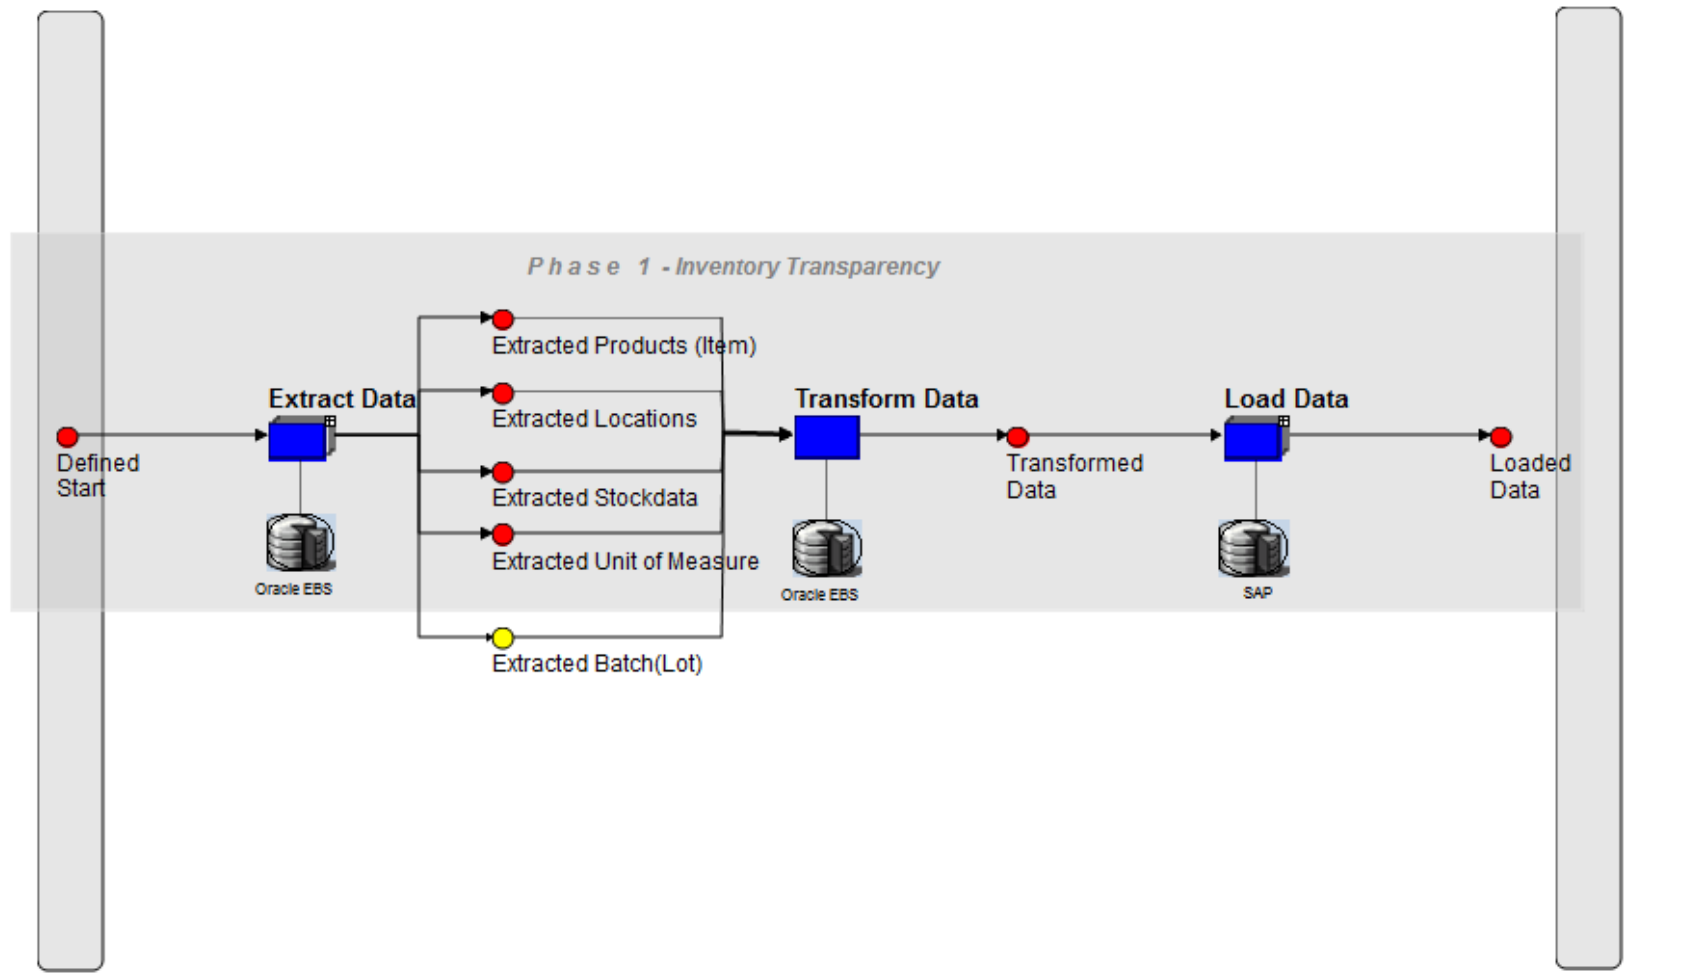 P h a s e 1 - Inventory Transparency
Extracted Products (Item)
Extract Data
Extracted Locations
Transform Data
Load Data
Defined
Start
Extracted Stockdata
Transformed
Data
Loaded
Data
Extracted Unit of Measure
Oracle EBS
Oracle EBS
SAP
Extracted Batch(Lot)